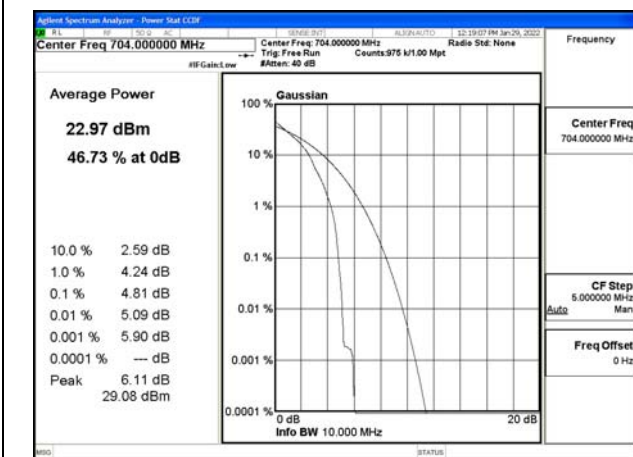 Agilent Spectrum Analyzer - Power Stat CCDF
RL RF 50 Ω AC SENSE:INT ALIGN AUTO 12:19:07 PM Jan 29, 2022
Center Freq 704.000000 MHz
Center Freq: 704.000000 MHz Radio Std: None
Trig: Free Run Counts:975 k/1.00 Mpt
#IFGain:Low #Atten: 40 dB
Frequency
Average Power
22.97 dBm
46.73 % at 0dB
10.0 % 2.59 dB
1.0 % 4.24 dB
0.1 % 4.81 dB
0.01 % 5.09 dB
0.001 % 5.90 dB
0.0001 % --- dB
Peak 6.11 dB
29.08 dBm
Gaussian
100 %
10 %
1 %
0.1 %
0.01 %
0.001 %
0.0001 %
0 dB 20 dB
Info BW 10.000 MHz
Center Freq
704.000000 MHz
CF Step
5.000000 MHz
Auto Man
Freq Offset
0 Hz
MSG STATUS